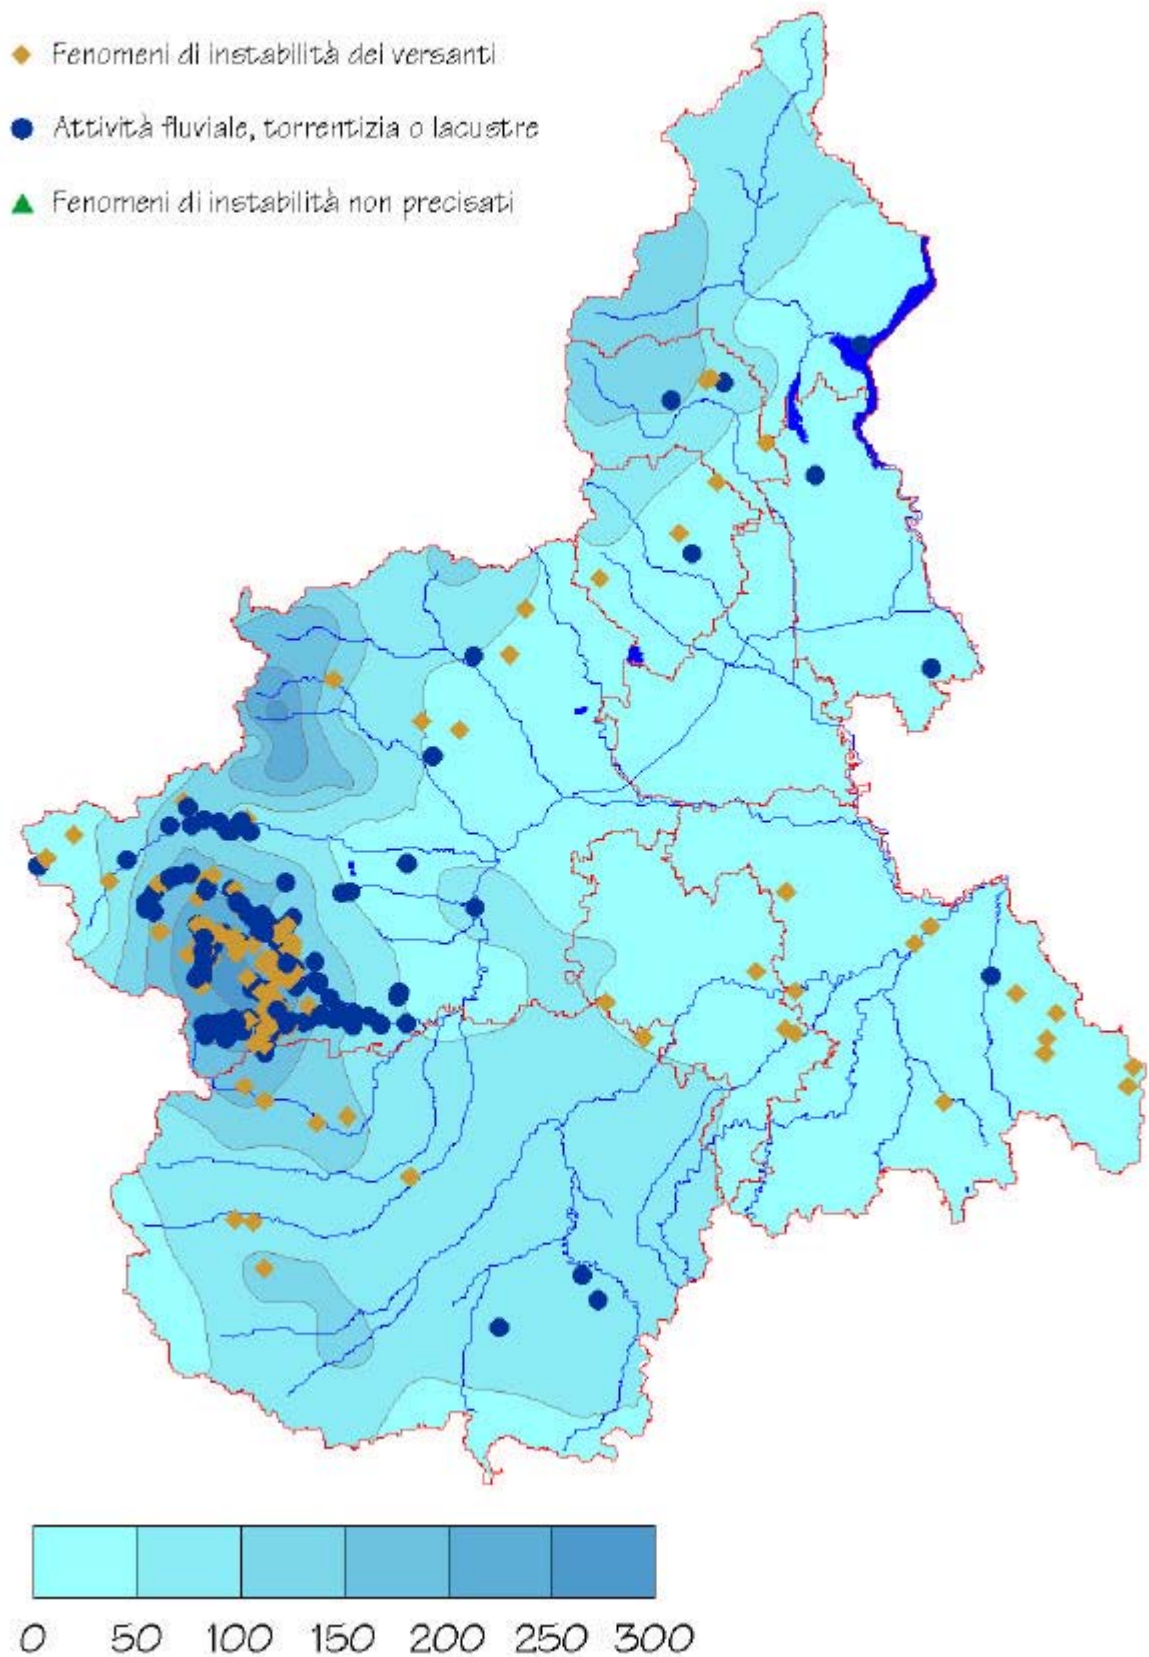 Fenomeni di instabilità dei versanti
Attività fluviale, torrentizia o lacustre
Fenomeni di instabilità non precisati
0 50 100 150 200 250 300